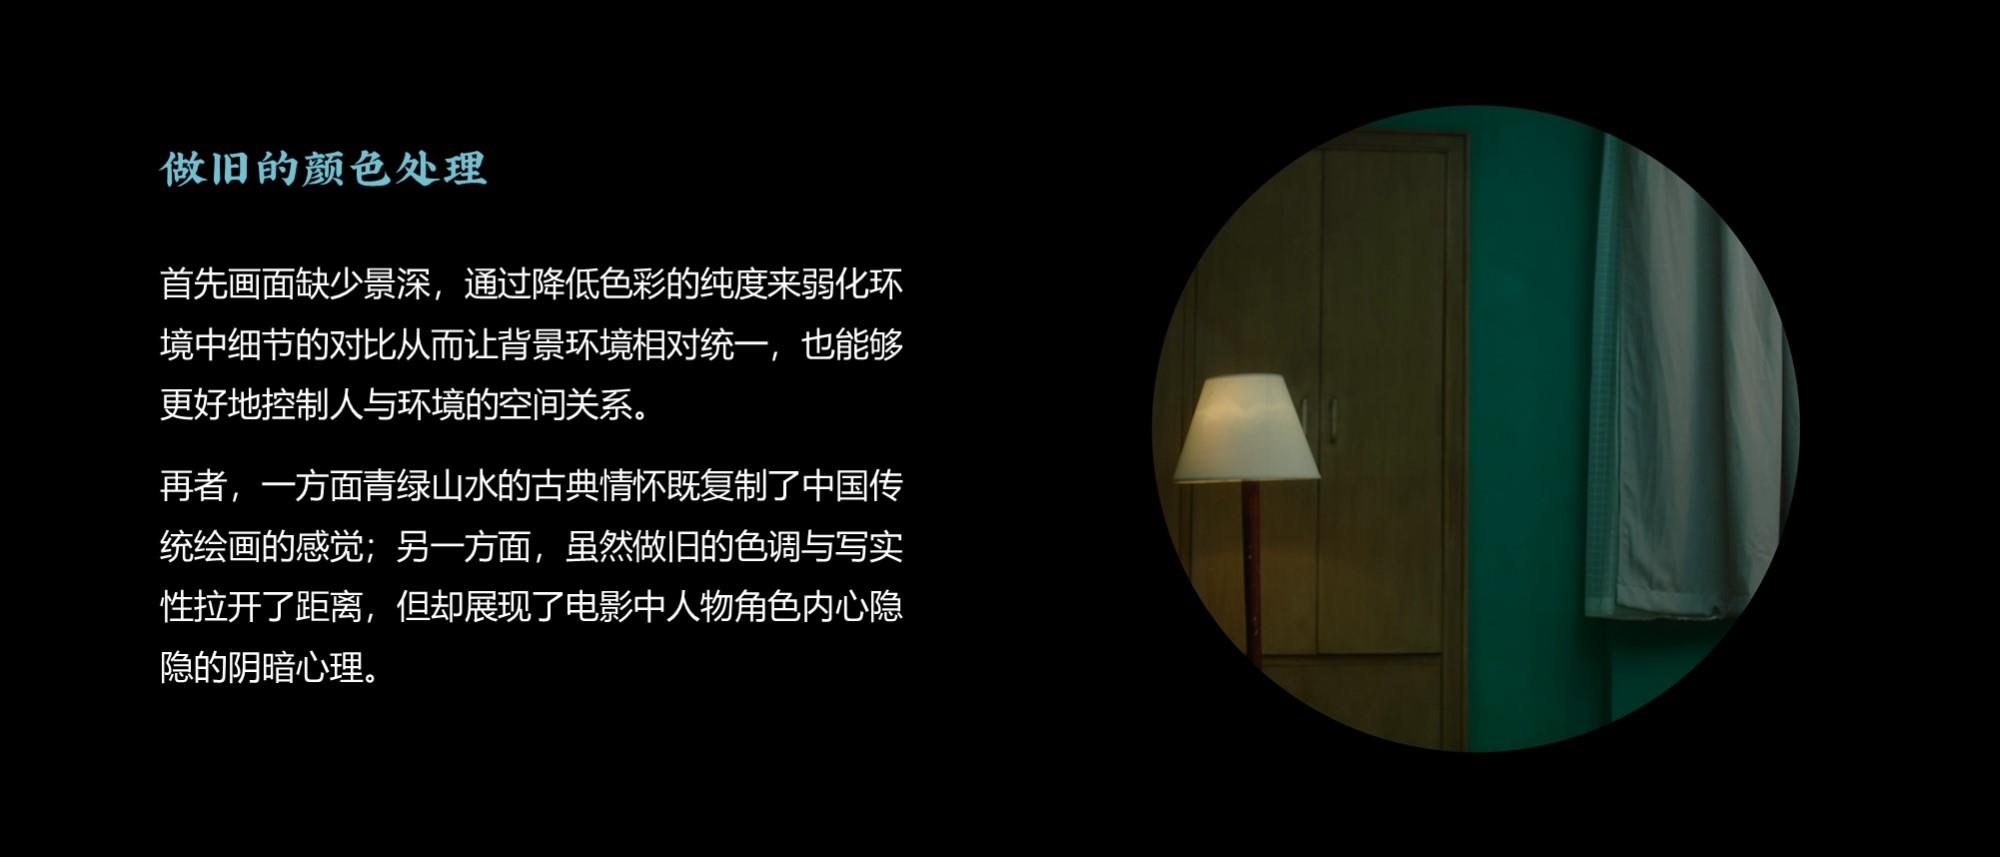 做旧的颜色处理
首先画面缺少景深，通过降低色彩的纯度来弱化环
境中细节的对比从而让背景环境相对统一，也能够
更好地控制人与环境的空间关系。
再者，一方面青绿山水的古典情怀既复制了中国传
统绘画的感觉；另一方面，虽然做旧的色调与写实
性拉开了距离，但却展现了电影中人物角色内心隐
隐的阴暗心理。